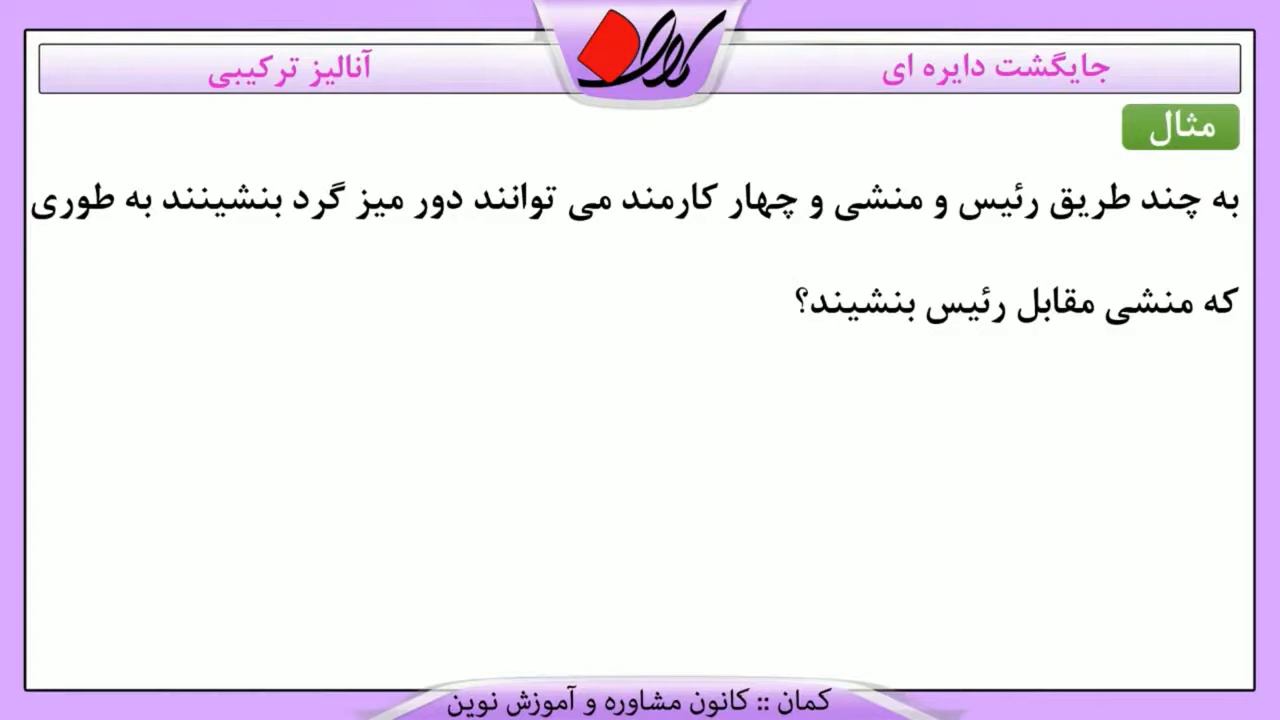 جایگشت دایره ای
آنالیز ترکیبی
مثال
به چند طریق رئیس و منشی و چهار کارمند می توانند دور میز گرد بنشینند به طوری
که منشی مقابل رئیس بنشیند؟
کمان :: کانون مشاوره و آموزش نوین